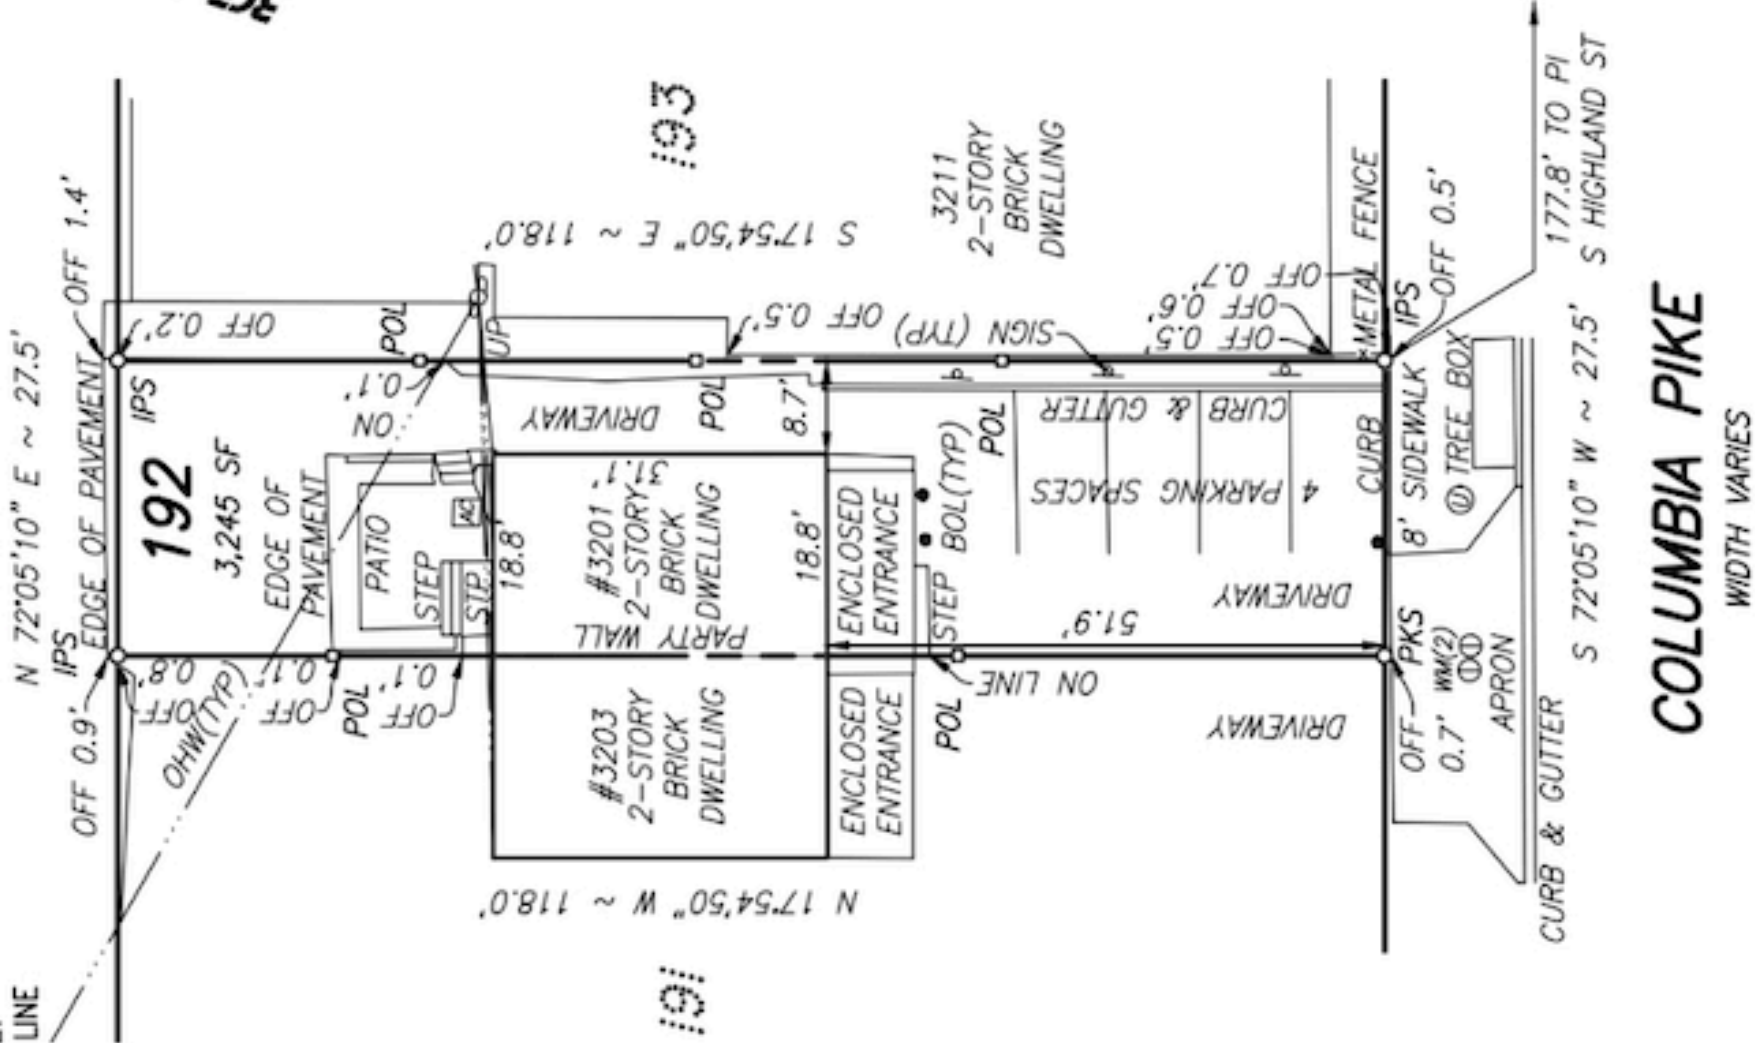 LINE
N 72°05'10" E ~ 27.5'
IPS
OFF 0.9'
EDGE OF PAVEMENT
OFF 1.4'
IPS
OFF 0.2'
OFF 0.8'
OFF 0.1'
POL
OFF 0.1'
OHW(TYP)
192
3,245 SF
EDGE OF
PAVEMENT
PATIO
STEP
STP
AC
ON
0.1'
POL
UP
DRIVEWAY
POL
8.7'
18.8'
31.1'
#3201
2-STORY
BRICK
DWELLING
18.8'
PARTY WALL
#3203
2-STORY
BRICK
DWELLING
ENCLOSED
ENTRANCE
ENCLOSED
ENTRANCE
N 17°54'50" W ~ 118.0'
191
S 17°54'50" E ~ 118.0'
193
OFF 0.5'
SIGN (TYP)
3211
2-STORY
BRICK
DWELLING
OFF 0.5'
OFF 0.6'
OFF 0.7'
METAL FENCE
IPS
OFF 0.5'
STEP
BOL(TYP)
POL
CURB & GUTTER
4 PARKING SPACES
DRIVEWAY
51.9'
POL
ON LINE
DRIVEWAY
CURB
8' SIDEWALK
TREE BOX
U
PKS
OFF
0.7'
WM(2)
APRON
CURB & GUTTER
S 72°05'10" W ~ 27.5'
177.8' TO PI
S HIGHLAND ST
COLUMBIA PIKE
WIDTH VARIES